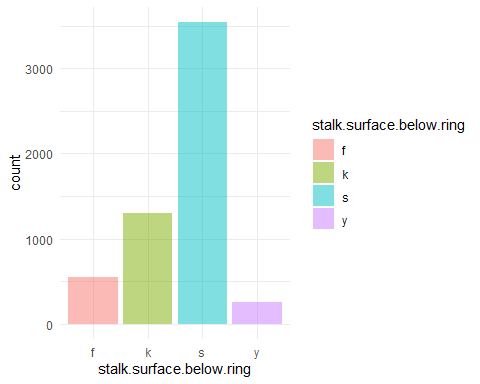 count
3000
2000
1000
0
f k s y
stalk.surface.below.ring
stalk.surface.below.ring
f
k
s
y